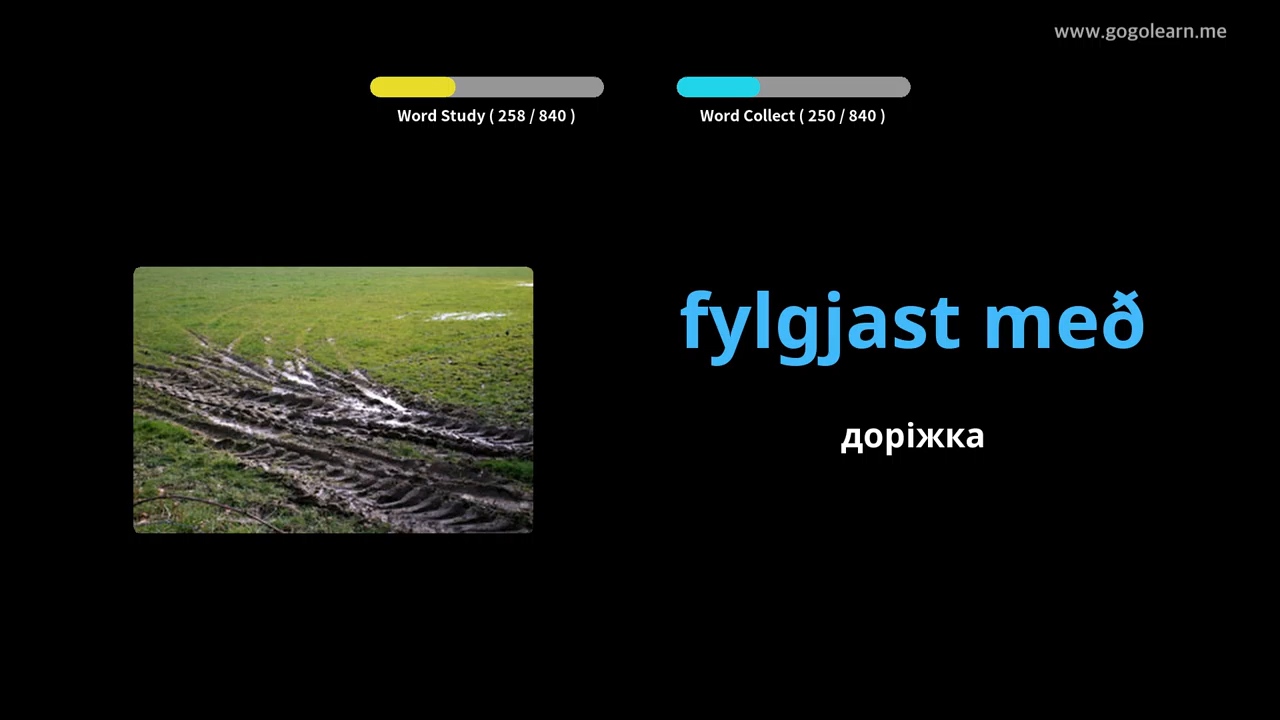 www.gogolearn.me
Word Study ( 258 / 840 )
Word Collect ( 250 / 840 )
fylgjast með
доріжка